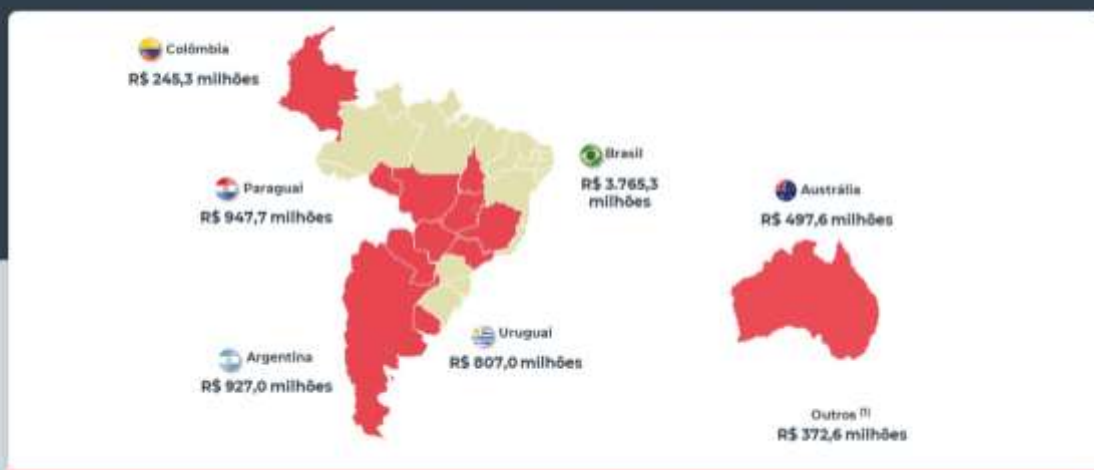 Colômbia
R$ 245,3 milhões
Brasil
R$ 3.765,3
milhões
Paraguai
R$ 947,7 milhões
Austrália
R$ 497,6 milhões
Uruguai
R$ 807,0 milhões
Argentina
R$ 927,0 milhões
Outros (1)
R$ 372,6 milhões